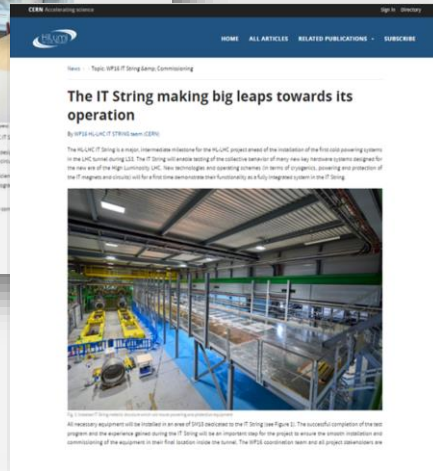 CERN Accelerating science
Sign in Directory
HiLumi
HOME ALL ARTICLES RELATED PUBLICATIONS SUBSCRIBE
News Topic: WP16 IT String &amp; Commissioning
The IT String making big leaps towards its
operation
By WP16 HL-LHC IT STRING team (CERN)
The HL-LHC IT String is a major, intermediate milestone for the HL-LHC project ahead of the installation of the first cold powering systems
in the LHC tunnel during LS3. The IT String will enable testing of the collective behavior of many new key hardware systems designed for
the new era of the High Luminosity LHC. New technologies and operating schemes (in terms of cryogenics, powering and protection of
the IT magnets and circuits) will for a first time demonstrate their functionality as a fully integrated system in the IT String.
All necessary equipment will be installed in an area of SM18 dedicated to the IT String (see Figure 1). The successful completion of the test
program and the experience gained during the IT String will be an important step for the project to ensure the smooth installation and
commissioning of the equipment in their final location inside the tunnel. The WP16 coordination team and all project stakeholders are